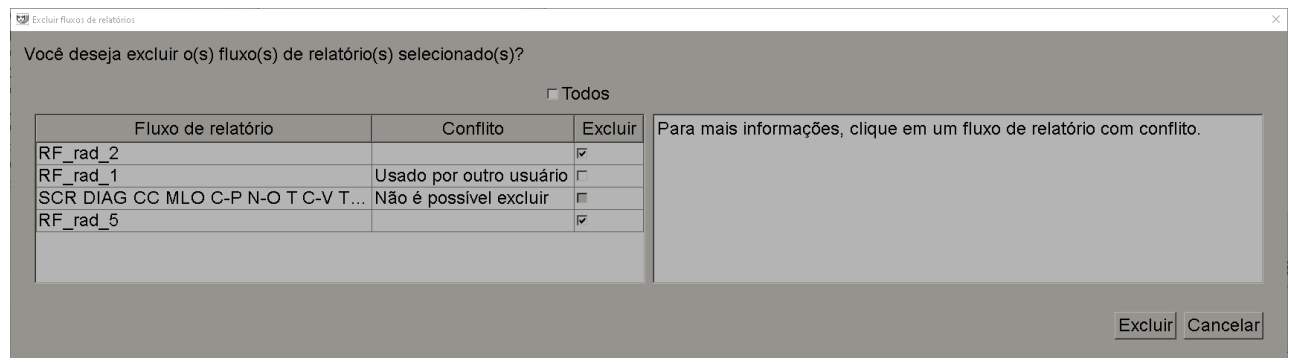 Excluir fluxos de relatórios
Você deseja excluir o(s) fluxo(s) de relatório(s) selecionado(s)?
Todos
Fluxo de relatório Conflito Excluir
RF_rad_2
RF_rad_1 Usado por outro usuário
SCR DIAG CC MLO C-P N-O T C-V T... Não é possível excluir
RF_rad_5
Para mais informações, clique em um fluxo de relatório com conflito.
Excluir Cancelar